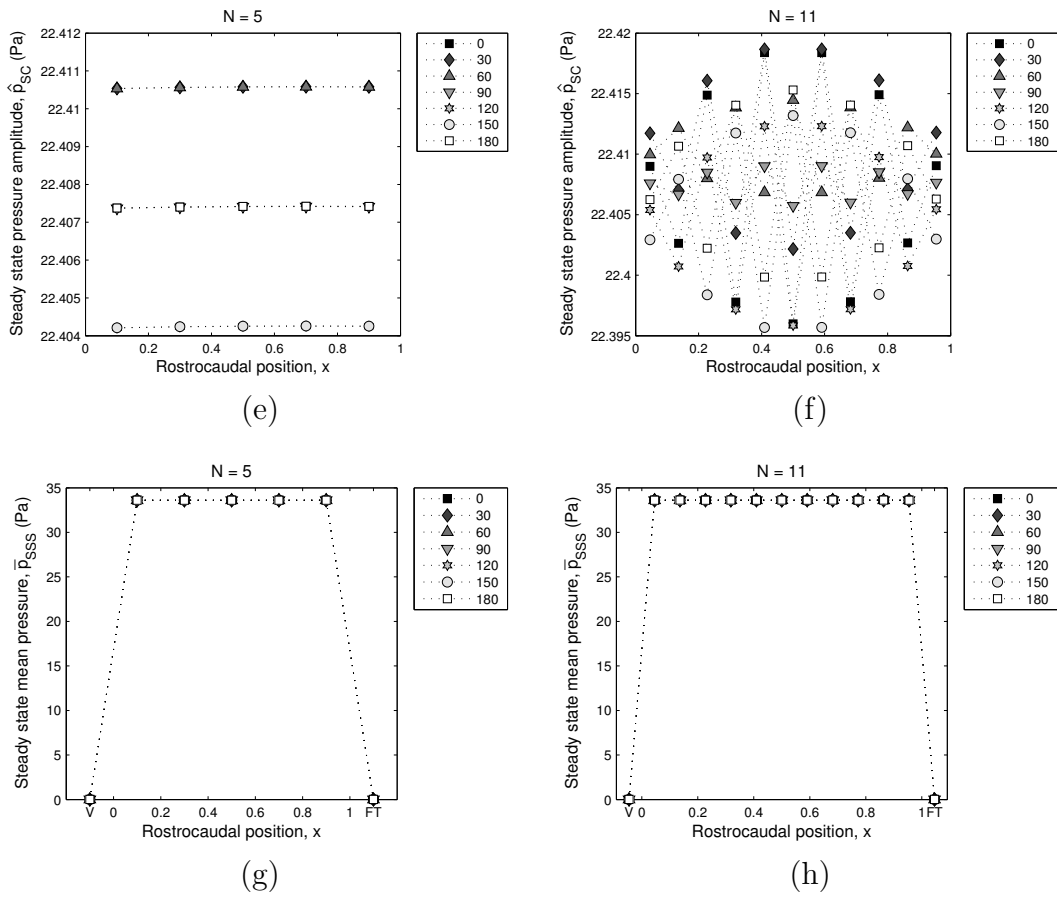 N = 5
Steady state pressure amplitude, p̂SC (Pa)
22.412
22.411
22.41
22.409
22.408
22.407
22.406
22.405
22.404
0 0.2 0.4 0.6 0.8 1
Rostrocaudal position, x
0
30
60
90
120
150
180
(e)
N = 11
Steady state pressure amplitude, p̂SC (Pa)
22.42
22.415
22.41
22.405
22.4
22.395
0 0.2 0.4 0.6 0.8 1
Rostrocaudal position, x
0
30
60
90
120
150
180
(f)
N = 5
Steady state mean pressure, p̅SSS (Pa)
35
30
25
20
15
10
5
0
V 0 0.2 0.4 0.6 0.8 1 FT
Rostrocaudal position, x
0
30
60
90
120
150
180
(g)
N = 11
Steady state mean pressure, p̅SSS (Pa)
35
30
25
20
15
10
5
0
V 0 0.2 0.4 0.6 0.8 1 FT
Rostrocaudal position, x
0
30
60
90
120
150
180
(h)